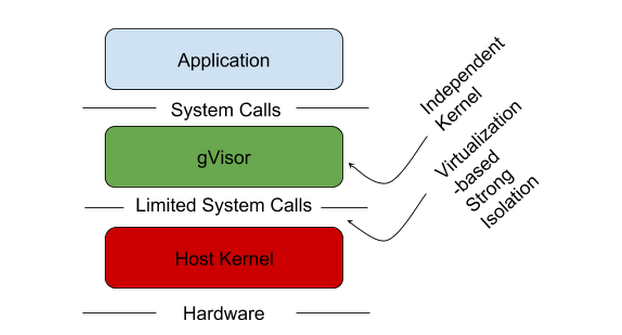 Application
System Calls
gVisor
Limited System Calls
Host Kernel
Hardware
Independent
Kernel
Virtualization
-based
Strong
Isolation